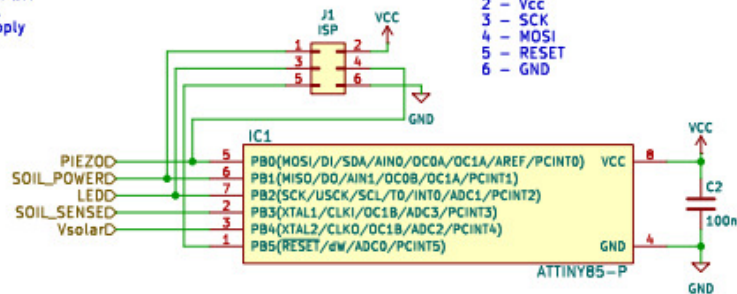 pply
J1
ISP
VCC
1 2
3 4
5 6
GND
2 - Vcc
3 - SCK
4 - MOSI
5 - RESET
6 - GND
IC1
PIEZO 5 PB0(MOSI/DI/SDA/AIN0/OC0A/OC1A/AREF/PCINT0) VCC 8
SOIL_POWER 6 PB1(MISO/DO/AIN1/OC0B/OC1A/PCINT1)
LED 7 PB2(SCK/USCK/SCL/T0/INT0/ADC1/PCINT2)
SOIL_SENSE 2 PB3(XTAL1/CLKI/OC1B/ADC3/PCINT3)
Vsolar 3 PB4(XTAL2/CLKO/OC1B/ADC2/PCINT4)
1 PB5(RESET/dW/ADC0/PCINT5) GND 4
ATTINY85-P
VCC
C2
100n
GND